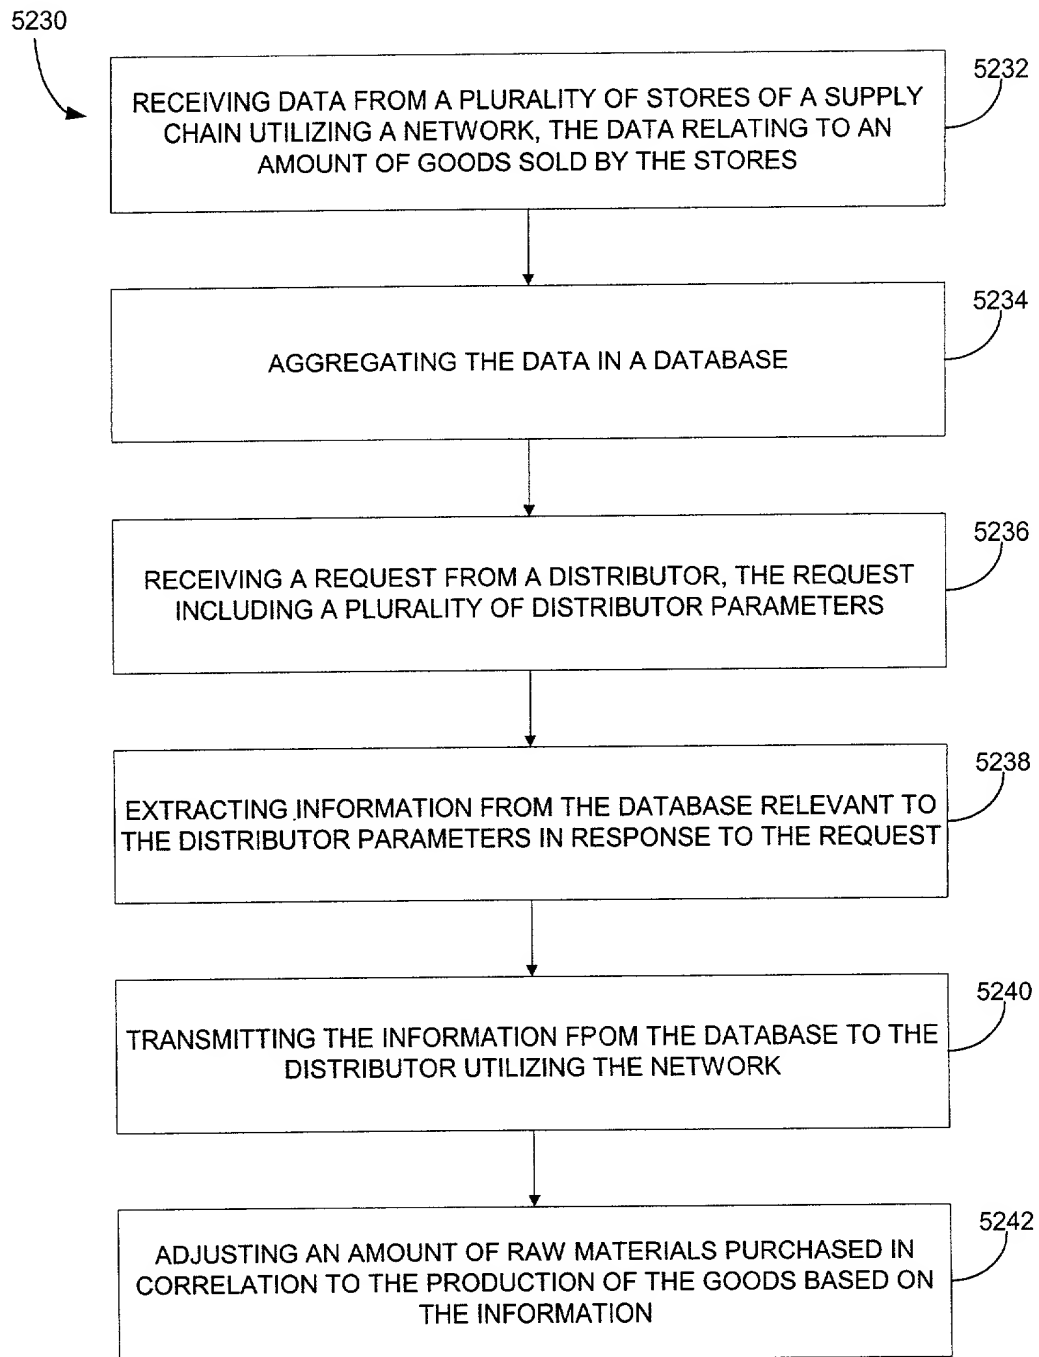 5230
5232
RECEIVING DATA FROM A PLURALITY OF STORES OF A SUPPLY
CHAIN UTILIZING A NETWORK, THE DATA RELATING TO AN
AMOUNT OF GOODS SOLD BY THE STORES
5234
AGGREGATING THE DATA IN A DATABASE
5236
RECEIVING A REQUEST FROM A DISTRIBUTOR, THE REQUEST
INCLUDING A PLURALITY OF DISTRIBUTOR PARAMETERS
5238
EXTRACTING INFORMATION FROM THE DATABASE RELEVANT TO
THE DISTRIBUTOR PARAMETERS IN RESPONSE TO THE REQUEST
5240
TRANSMITTING THE INFORMATION FPOM THE DATABASE TO THE
DISTRIBUTOR UTILIZING THE NETWORK
5242
ADJUSTING AN AMOUNT OF RAW MATERIALS PURCHASED IN
CORRELATION TO THE PRODUCTION OF THE GOODS BASED ON
THE INFORMATION